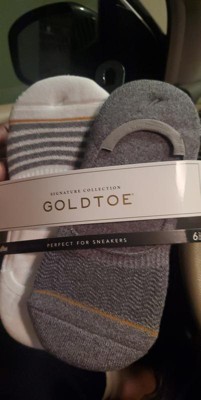 SIGNATURE COLLECTION
GOLDTOE
PERFECT FOR SNEAKERS
6